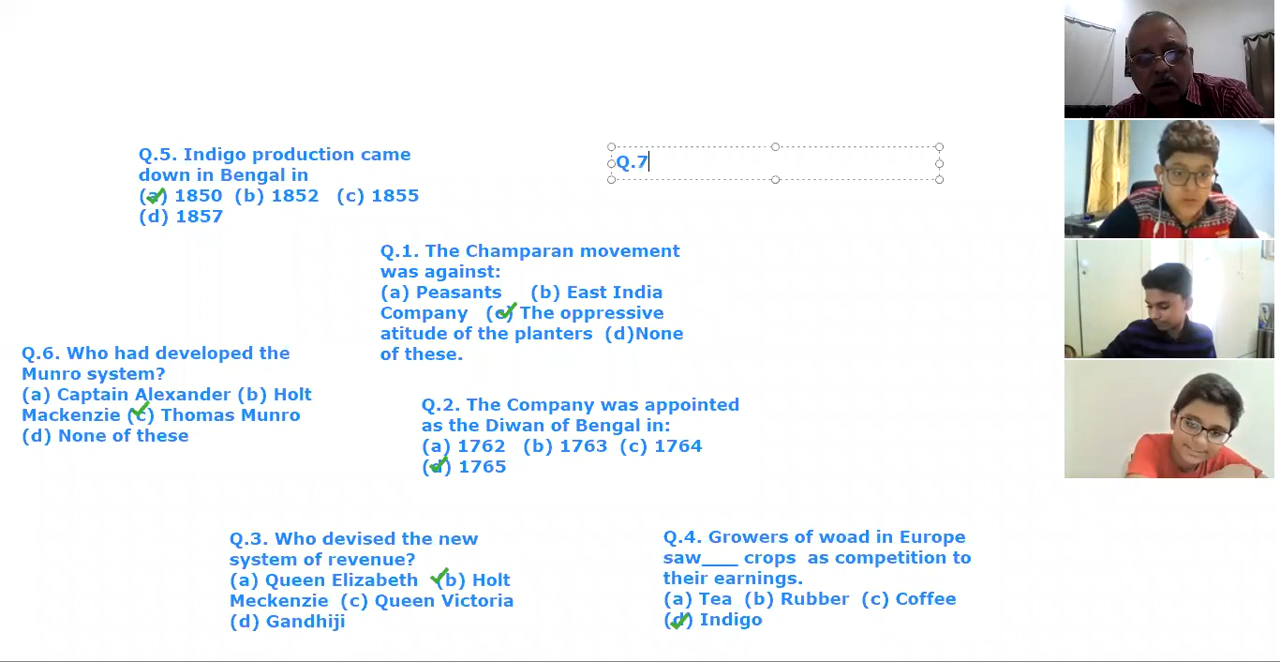 Q.5. Indigo production came
down in Bengal in
(a) 1850 (b) 1852 (c) 1855
(d) 1857
Q.7
Q.1. The Champaran movement
was against:
(a) Peasants (b) East India
Company (c) The oppressive
atitude of the planters (d)None
of these.
Q.6. Who had developed the
Munro system?
(a) Captain Alexander (b) Holt
Mackenzie (c) Thomas Munro
(d) None of these
Q.2. The Company was appointed
as the Diwan of Bengal in:
(a) 1762 (b) 1763 (c) 1764
(d) 1765
Q.3. Who devised the new
system of revenue?
(a) Queen Elizabeth (b) Holt
Meckenzie (c) Queen Victoria
(d) Gandhiji
Q.4. Growers of woad in Europe
saw___ crops as competition to
their earnings.
(a) Tea (b) Rubber (c) Coffee
(d) Indigo